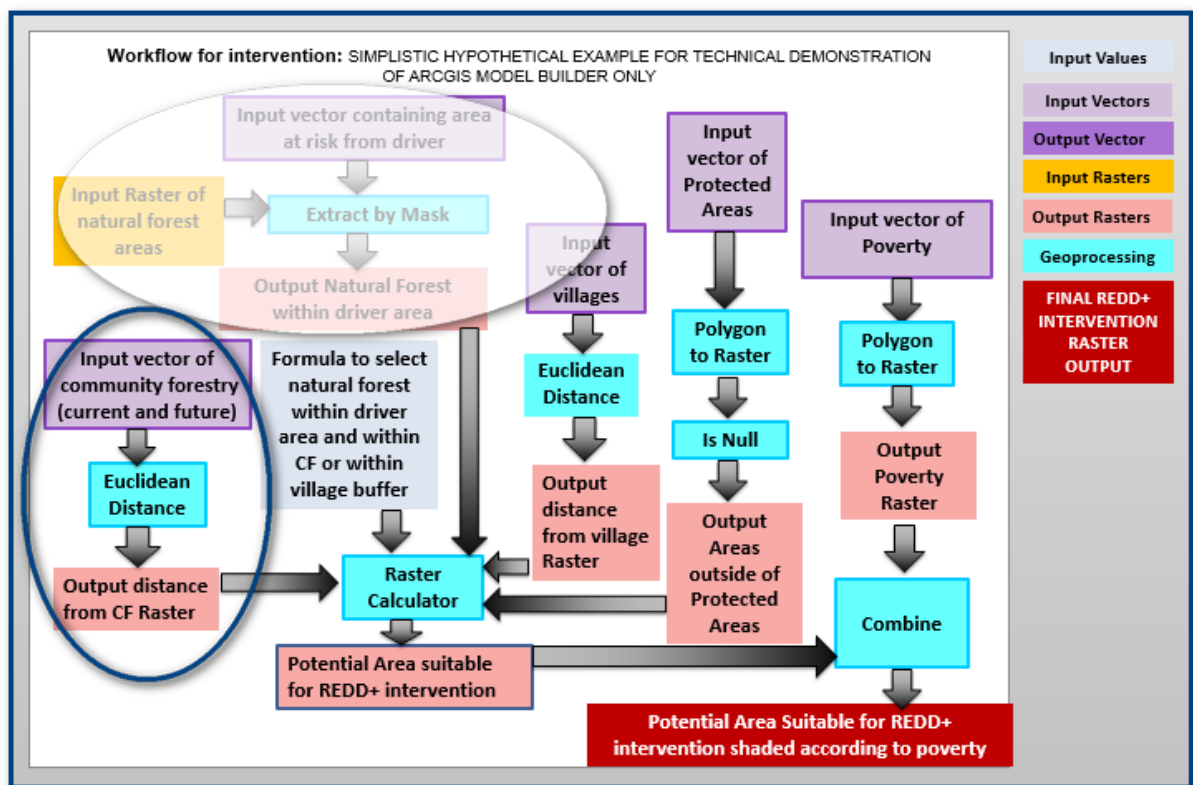 Workflow for intervention: SIMPLISTIC HYPOTHETICAL EXAMPLE FOR TECHNICAL DEMONSTRATION
OF ARCGIS MODEL BUILDER ONLY
Input vector containing area
at risk from driver
Input Raster of
natural forest
areas
Extract by Mask
Output Natural Forest
within driver area
Input vector of
community forestry
(current and future)
Euclidean
Distance
Output distance
from CF Raster
Formula to select
natural forest
within driver
area and within
CF or within
village buffer
Raster
Calculator
Potential Area suitable
for REDD+ intervention
Input
vector of
villages
Euclidean
Distance
Output
distance
from village
Raster
Input
vector of
Protected
Areas
Polygon
to Raster
Is Null
Output
Areas
outside of
Protected
Areas
Input vector of
Poverty
Polygon
to Raster
Output
Poverty
Raster
Combine
Potential Area Suitable for REDD+
intervention shaded according to poverty
Input Values
Input Vectors
Output Vector
Input Rasters
Output Rasters
Geoprocessing
FINAL REDD+
INTERVENTION
RASTER
OUTPUT